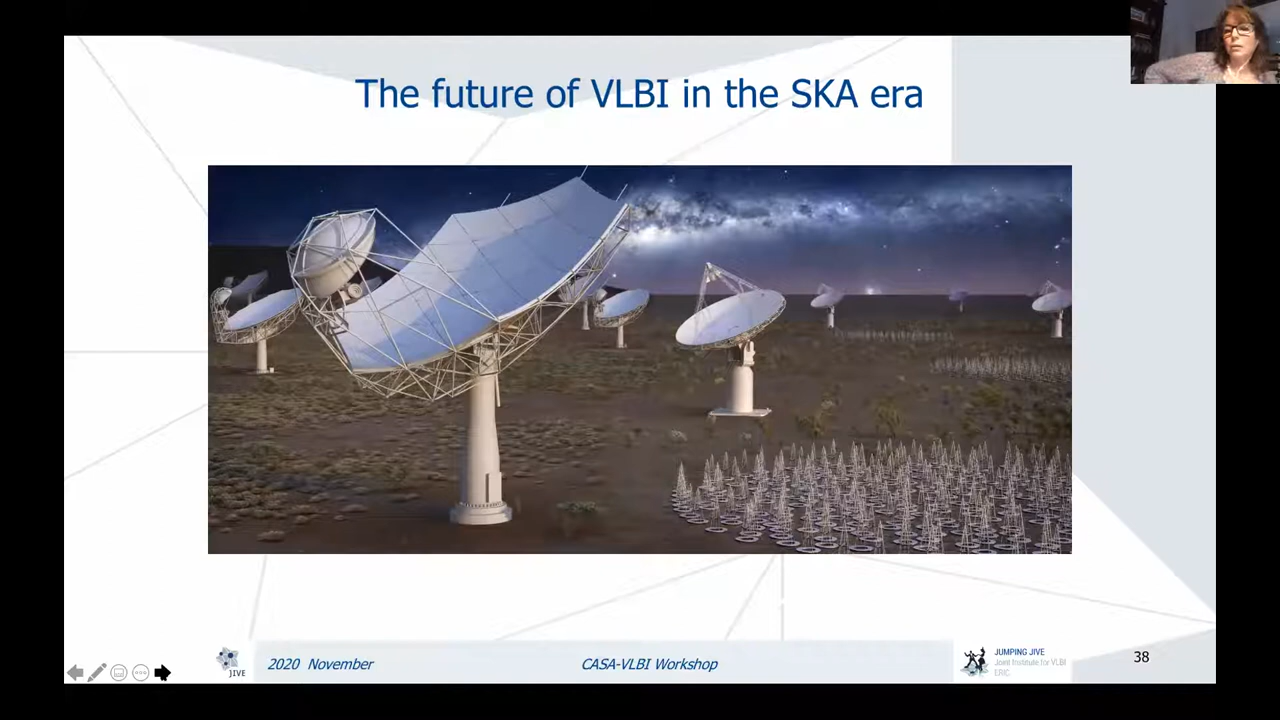 The future of VLBI in the SKA era
JIVE
2020 November
CASA-VLBI Workshop
JUMPING JIVE
Joint Institute for VLBI
ERIC
38